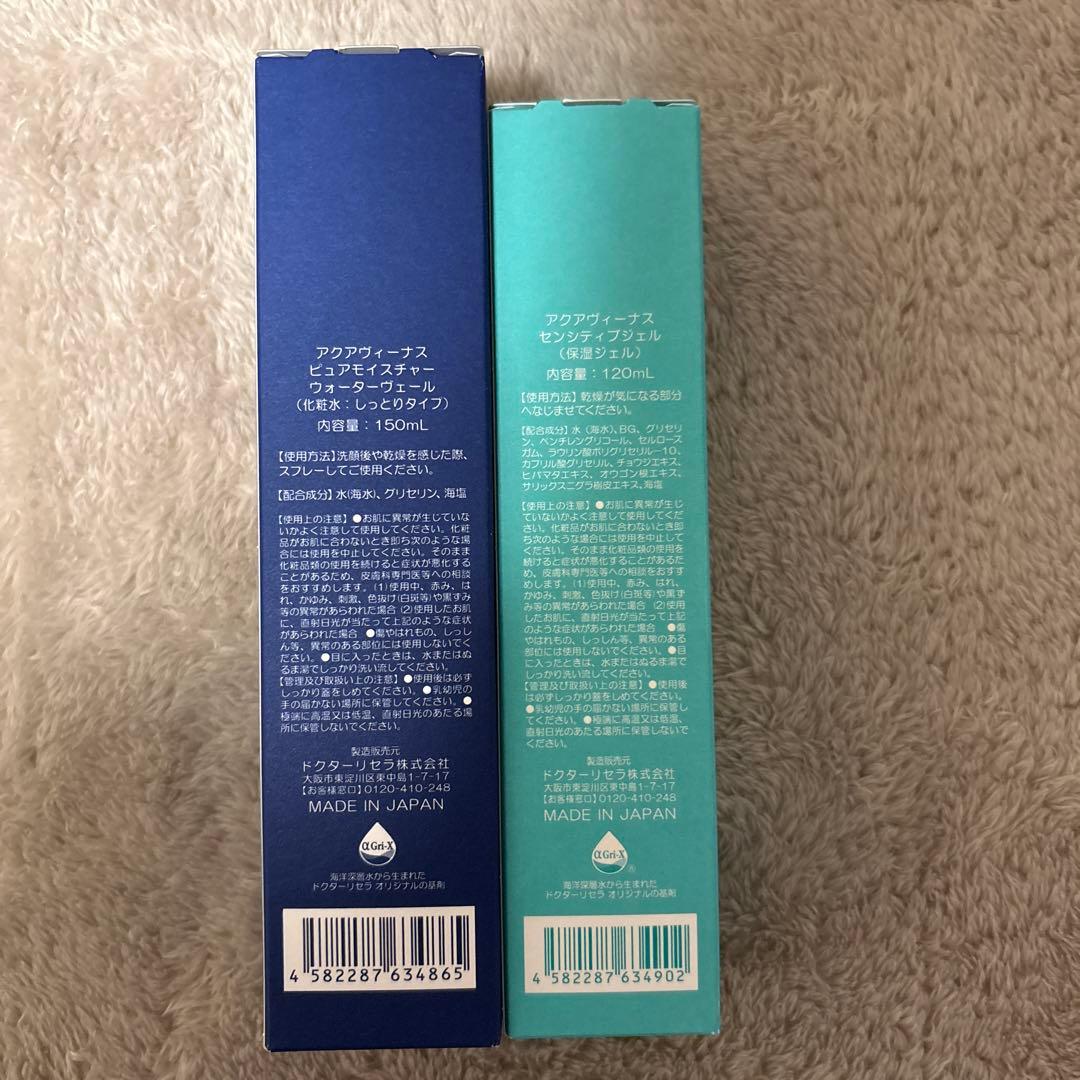 アクアヴィーナス
ピュアモイスチャー
ウォーターヴェール
（化粧水：しっとりタイプ）
内容量：150mL
【使用方法】洗顔後や乾燥を感じた際、
スプレーしてご使用ください。
【配合成分】水(海水)、グリセリン、海塩
【使用上の注意】●お肌に異常が生じていな
いかよく注意して使用してください。化粧
品がお肌に合わないとき即ち次のような場
合には使用を中止してください。そのまま
化粧品類の使用を続けると症状が悪化する
ことがあるため、皮膚科専門医等への相談
をおすすめします。(1)使用中、赤み、は
れ、かゆみ、刺激、色抜け(白斑等)や黒ずみ
等の異常があらわれた場合 (2)使用したお肌
に、直射日光が当たって上記のような症状
があらわれた場合 ●傷やはれもの、しっし
ん等、異常のある部位には使用しないでく
ださい。●目に入ったときは、水またはぬ
るま湯でしっかり洗い流してください。
【管理及び取扱い上の注意】●使用後は必ず
しっかり蓋をしめてください。●乳幼児の
手の届かない場所に保管してください。●
極端に高温又は低温、直射日光のあたる場
所に保管しないでください。
製造販売元
ドクターリセラ株式会社
大阪市東淀川区東中島1-7-17
【お客様窓口】0120-410-248
MADE IN JAPAN
αGri-X
海洋深層水から生まれた
ドクターリセラ オリジナルの基剤
4 582287 634865
アクアヴィーナス
センシティブジェル
（保湿ジェル）
内容量：120mL
【使用方法】乾燥が気になる部分
へなじませてください。
【配合成分】水（海水）、BG、グリセリ
ン、ペンチレングリコール、セルロース
ガム、ラウリン酸ポリグリセリル-10、
カプリル酸グリセリル、チョウジエキス、
ヒバマタエキス、オウゴン根エキス、
サリックスニグラ樹皮エキス、海塩
【使用上の注意】●お肌に異常が生じ
ていないかよく注意して使用してくださ
い。化粧品がお肌に合わないとき即
ち次のような場合には使用を中止して
ください。そのまま化粧品類の使用を
続けると症状が悪化することがあるため
、皮膚科専門医等への相談をおすす
めします。(1)使用中、赤み、はれ、
かゆみ、刺激、色抜け(白斑等)や黒ず
み等の異常があらわれた場合 (2)使用
したお肌に、直射日光が当たって上記
のような症状があらわれた場合 ●傷
やはれもの、しっしん等、異常のある
部位には使用しないでください。●目
に入ったときは、水またはぬるま湯で
しっかり洗い流してください。
【管理及び取扱い上の注意】●使用後
は必ずしっかり蓋をしめてください。
●乳幼児の手の届かない場所に保管し
てください。●極端に高温又は低温、
直射日光のあたる場所に保管しないで
ください。
製造販売元
ドクターリセラ株式会社
大阪市東淀川区東中島1-7-17
【お客様窓口】0120-410-248
MADE IN JAPAN
αGri-X
®
海洋深層水から生まれた
ドクターリセラ オリジナルの基剤
4 582287 634902